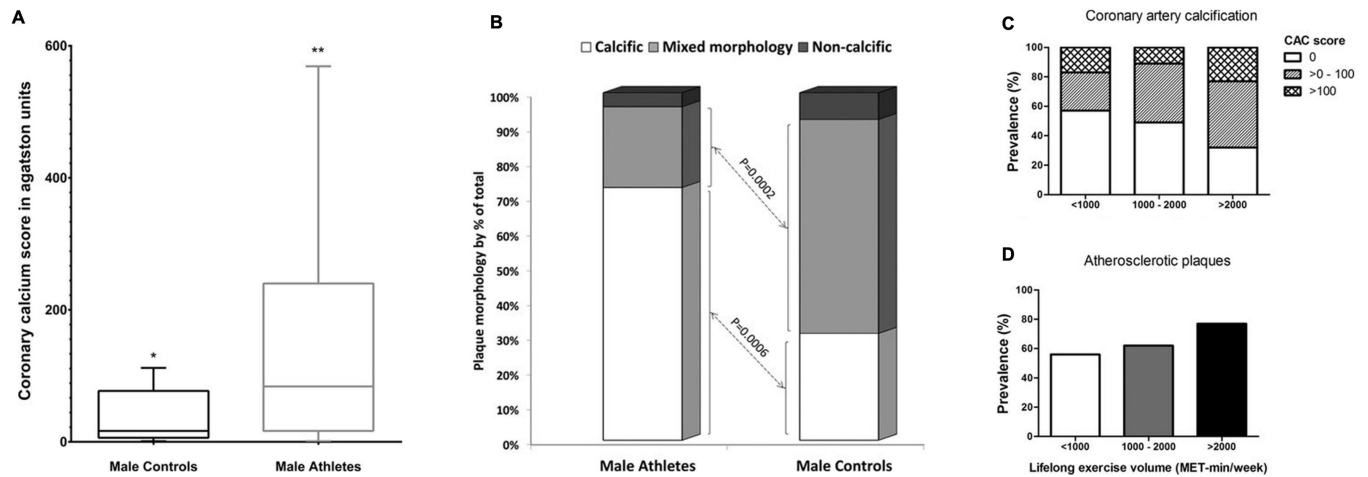 A
Coronary calcium score in agatston units
600
400
200
0
*
**
Male Controls
Male Athletes
B
Calcific
Mixed morphology
Non-calcific
Plaque morphology by % of total
100%
90%
80%
70%
60%
50%
40%
30%
20%
10%
0%
P=0.0002
P=0.0006
Male Athletes
Male Controls
C
Coronary artery calcification
Prevalence (%)
100
80
60
40
20
0
<1000
1000 - 2000
>2000
CAC score
0
>0 - 100
>100
D
Atherosclerotic plaques
Prevalence (%)
100
80
60
40
20
0
<1000
1000 - 2000
>2000
Lifelong exercise volume (MET-min/week)